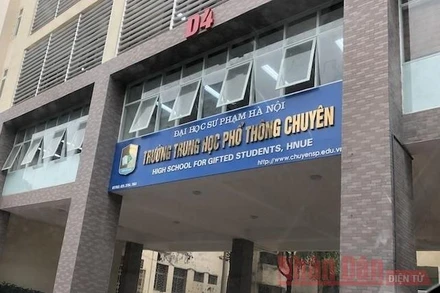 D4
ĐẠI HỌC SƯ PHẠM HÀ NỘI
TRƯỜNG TRUNG HỌC PHỔ THÔNG CHUYÊN
HIGH SCHOOL FOR GIFTED STUDENTS, HNUE
http://www.chuyensp.edu.vn
Nhân Dân
ĐIỆN TỬ